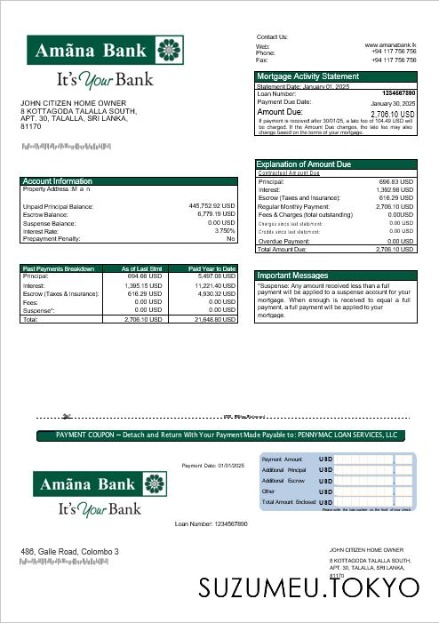 Amãna Bank
It's Your Bank
Contact Us:
Web: www.amanabank.lk
Phone: +94 117 756 756
Fax: +94 117 756 756
JOHN CITIZEN HOME OWNER
8 KOTTAGODA TALALLA SOUTH,
APT. 30, TALALLA, SRI LANKA,
81170
Mortgage Activity Statement
Statement Date: January 01, 2025
Loan Number: 1234567890
Payment Due Date: January 30, 2025
Amount Due: 2,706.10 USD
If payment is received after 30/01/25, a late fee of 104.49 USD will
be charged. If the Amount Due changes, the late fee may also
change based on the terms of your mortgage.
Account Information
Property Address
Unpaid Principal Balance: 445,752.92 USD
Escrow Balance: 6,779.19 USD
Suspense Balance: 0.00 USD
Interest Rate: 3.750%
Prepayment Penalty: No
Explanation of Amount Due
Contractual Amount Due
Principal: 696.83 USD
Interest: 1,392.98 USD
Escrow (Taxes and Insurance): 616.29 USD
Regular Monthly Payment: 2,706.10 USD
Fees & Charges (total outstanding) 0.00USD
Charges since last statement: 0.00 USD
Credits since last statement: 0.00 USD
Overdue Payment: 0.00 USD
Total Amount Due: 2,706.10 USD
Past Payments Breakdown As of Last Stmt Paid Year to Date
Principal: 694.66 USD 5,497.08 USD
Interest: 1,395.15 USD 11,221.40 USD
Escrow (Taxes & Insurance): 616.29 USD 4,930.32 USD
Fees: 0.00 USD 0.00 USD
Suspense*: 0.00 USD 0.00 USD
Total: 2,706.10 USD 21,648.80 USD
Important Messages
*Suspense: Any amount received less than a full
payment will be applied to a suspense account for your
mortgage. When enough is received to equal a full
payment, a full payment will be applied to your
mortgage.
PAYMENT COUPON ~ Detach and Return With Your Payment Made Payable to: PENNYMAC LOAN SERVICES, LLC
Amãna Bank
It's Your Bank
Payment Date: 01/01/2025
Loan Number: 1234567890
Payment Amount USD
Additional Principal USD
Additional Escrow USD
Other USD
Total Amount Enclosed USD
486, Galle Road, Colombo 3
JOHN CITIZEN HOME OWNER
8 KOTTAGODA TALALLA SOUTH,
APT. 30, TALALLA, SRI LANKA,
81170
SUZUMEU.TOKYO